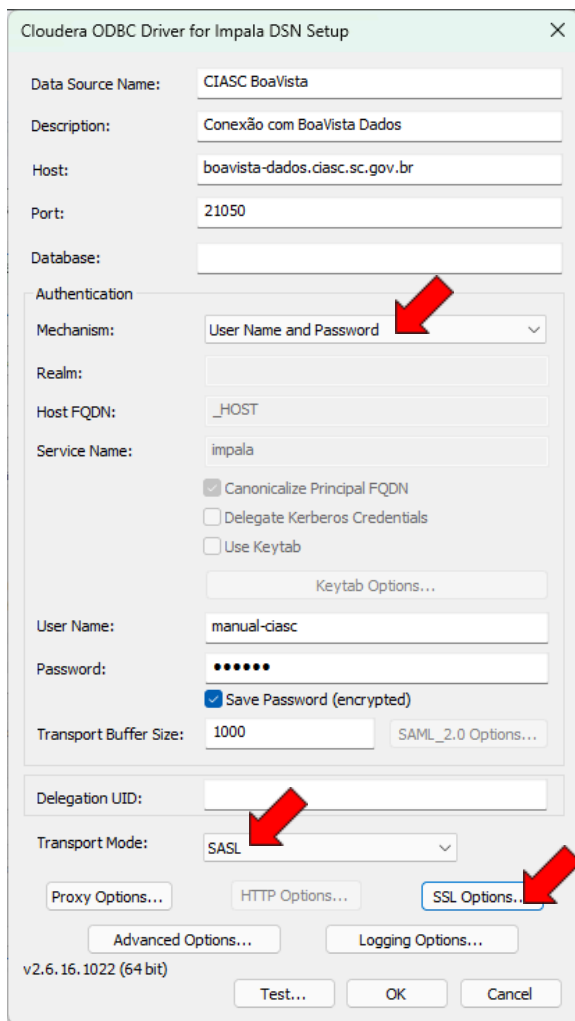 Cloudera ODBC Driver for Impala DSN Setup
Data Source Name: CIASC BoaVista
Description: Conexão com BoaVista Dados
Host: boavista-dados.ciasc.sc.gov.br
Port: 21050
Database:
Authentication
Mechanism: User Name and Password
Realm:
Host FQDN: _HOST
Service Name: impala
Canonicalize Principal FQDN
Delegate Kerberos Credentials
Use Keytab
Keytab Options...
User Name: manual-ciasc
Password: ●●●●●●
Save Password (encrypted)
Transport Buffer Size: 1000 SAML_2.0 Options...
Delegation UID:
Transport Mode: SASL
Proxy Options... HTTP Options... SSL Options...
Advanced Options... Logging Options...
v2.6.16.1022 (64 bit)
Test... OK Cancel